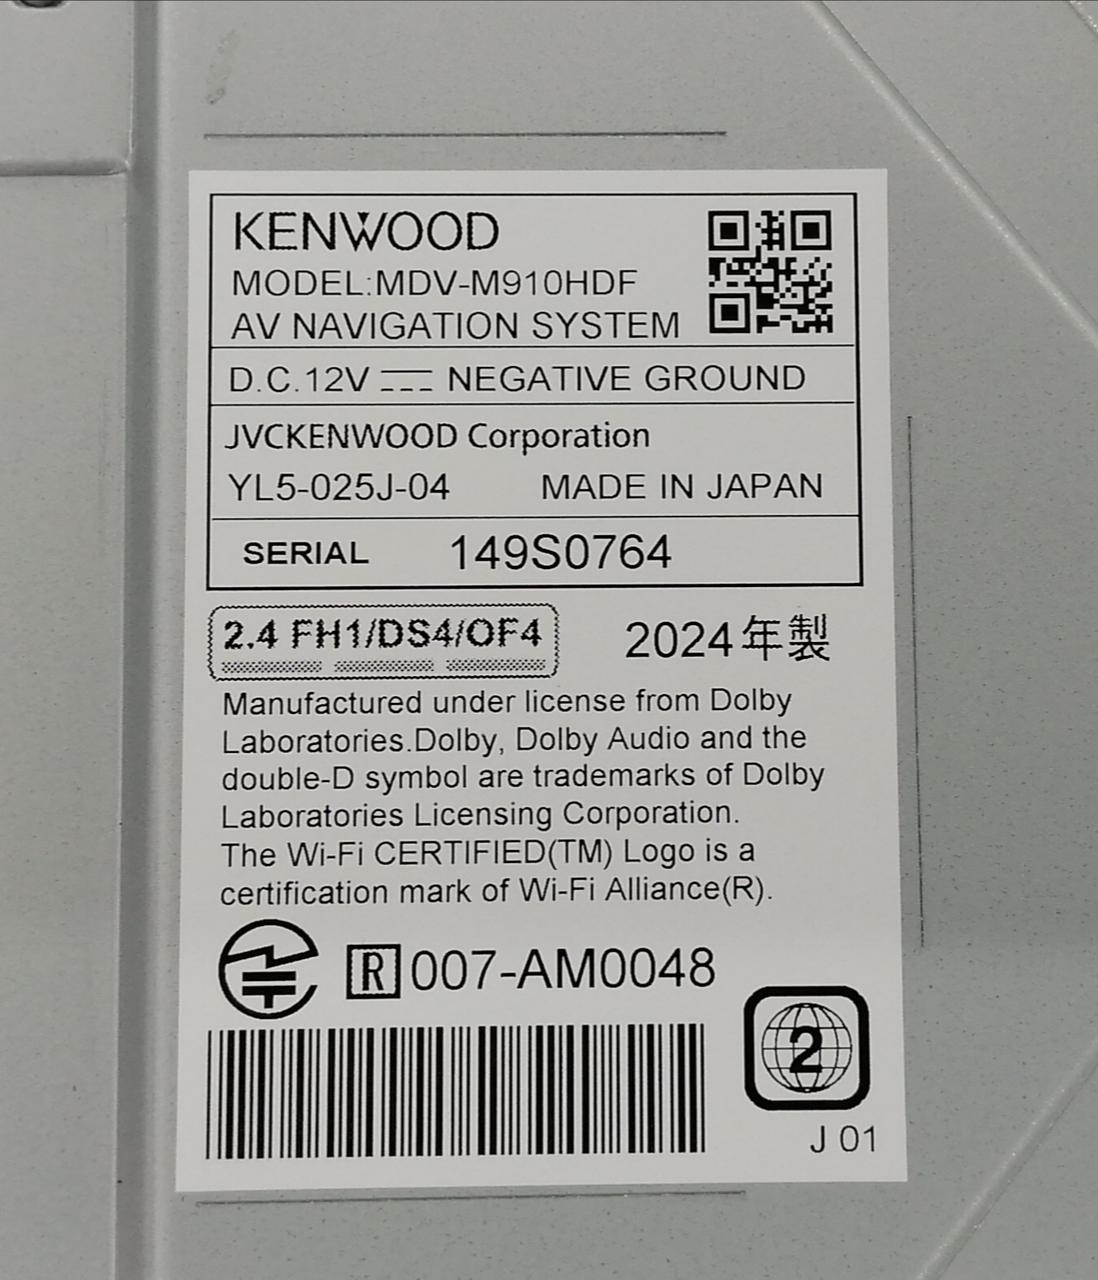 KENWOOD
MODEL:MDV-M910HDF
AV NAVIGATION SYSTEM
D.C.12V NEGATIVE GROUND
JVCKENWOOD Corporation
YL5-025J-04 MADE IN JAPAN
SERIAL 149S0764
2.4 FH1/DS4/OF4 2024年製
Manufactured under license from Dolby
Laboratories.Dolby, Dolby Audio and the
double-D symbol are trademarks of Dolby
Laboratories Licensing Corporation.
The Wi-Fi CERTIFIED(TM) Logo is a
certification mark of Wi-Fi Alliance(R).
R 007-AM0048
2
J 01